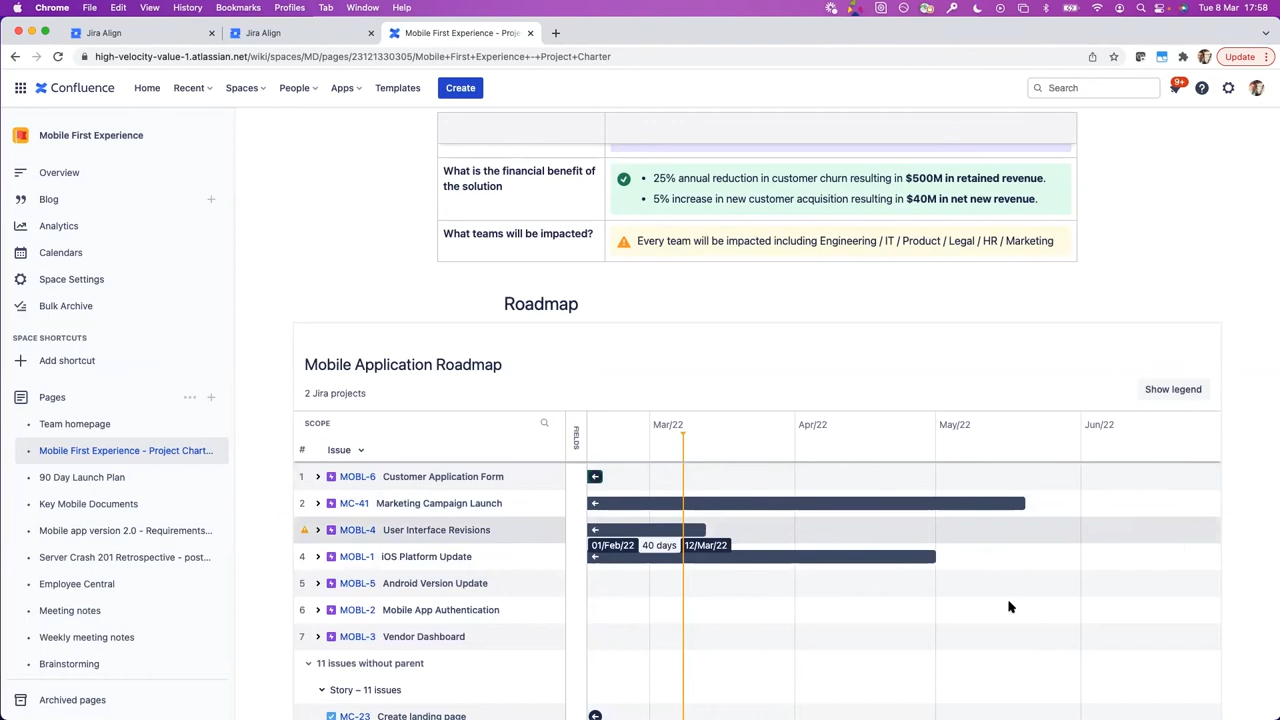 Chrome File Edit View History Bookmarks Profiles Tab Window Help
Tue 8 Mar 17:58
Jira Align
Jira Align
Mobile First Experience - Proje
high-velocity-value-1.atlassian.net/wiki/spaces/MD/pages/23121330305/Mobile+First+Experience+-+Project+Charter
Update
Confluence
Home
Recent
Spaces
People
Apps
Templates
Create
Search
9+
Mobile First Experience
Overview
Blog
Analytics
Calendars
Space Settings
Bulk Archive
SPACE SHORTCUTS
Add shortcut
Pages
Team homepage
Mobile First Experience - Project Chart...
90 Day Launch Plan
Key Mobile Documents
Mobile app version 2.0 - Requirements...
Server Crash 201 Retrospective - post...
Employee Central
Meeting notes
Weekly meeting notes
Brainstorming
Archived pages
What is the financial benefit of
the solution
• 25% annual reduction in customer churn resulting in $500M in retained revenue.
• 5% increase in new customer acquisition resulting in $40M in net new revenue.
What teams will be impacted?
Every team will be impacted including Engineering / IT / Product / Legal / HR / Marketing
Roadmap
Mobile Application Roadmap
2 Jira projects
Show legend
SCOPE
FIELDS
Mar/22
Apr/22
May/22
Jun/22
# Issue
1 MOBL-6 Customer Application Form
2 MC-41 Marketing Campaign Launch
MOBL-4 User Interface Revisions
01/Feb/22 40 days 12/Mar/22
4 MOBL-1 iOS Platform Update
5 MOBL-5 Android Version Update
6 MOBL-2 Mobile App Authentication
7 MOBL-3 Vendor Dashboard
11 issues without parent
Story – 11 issues
MC-23 Create landing page